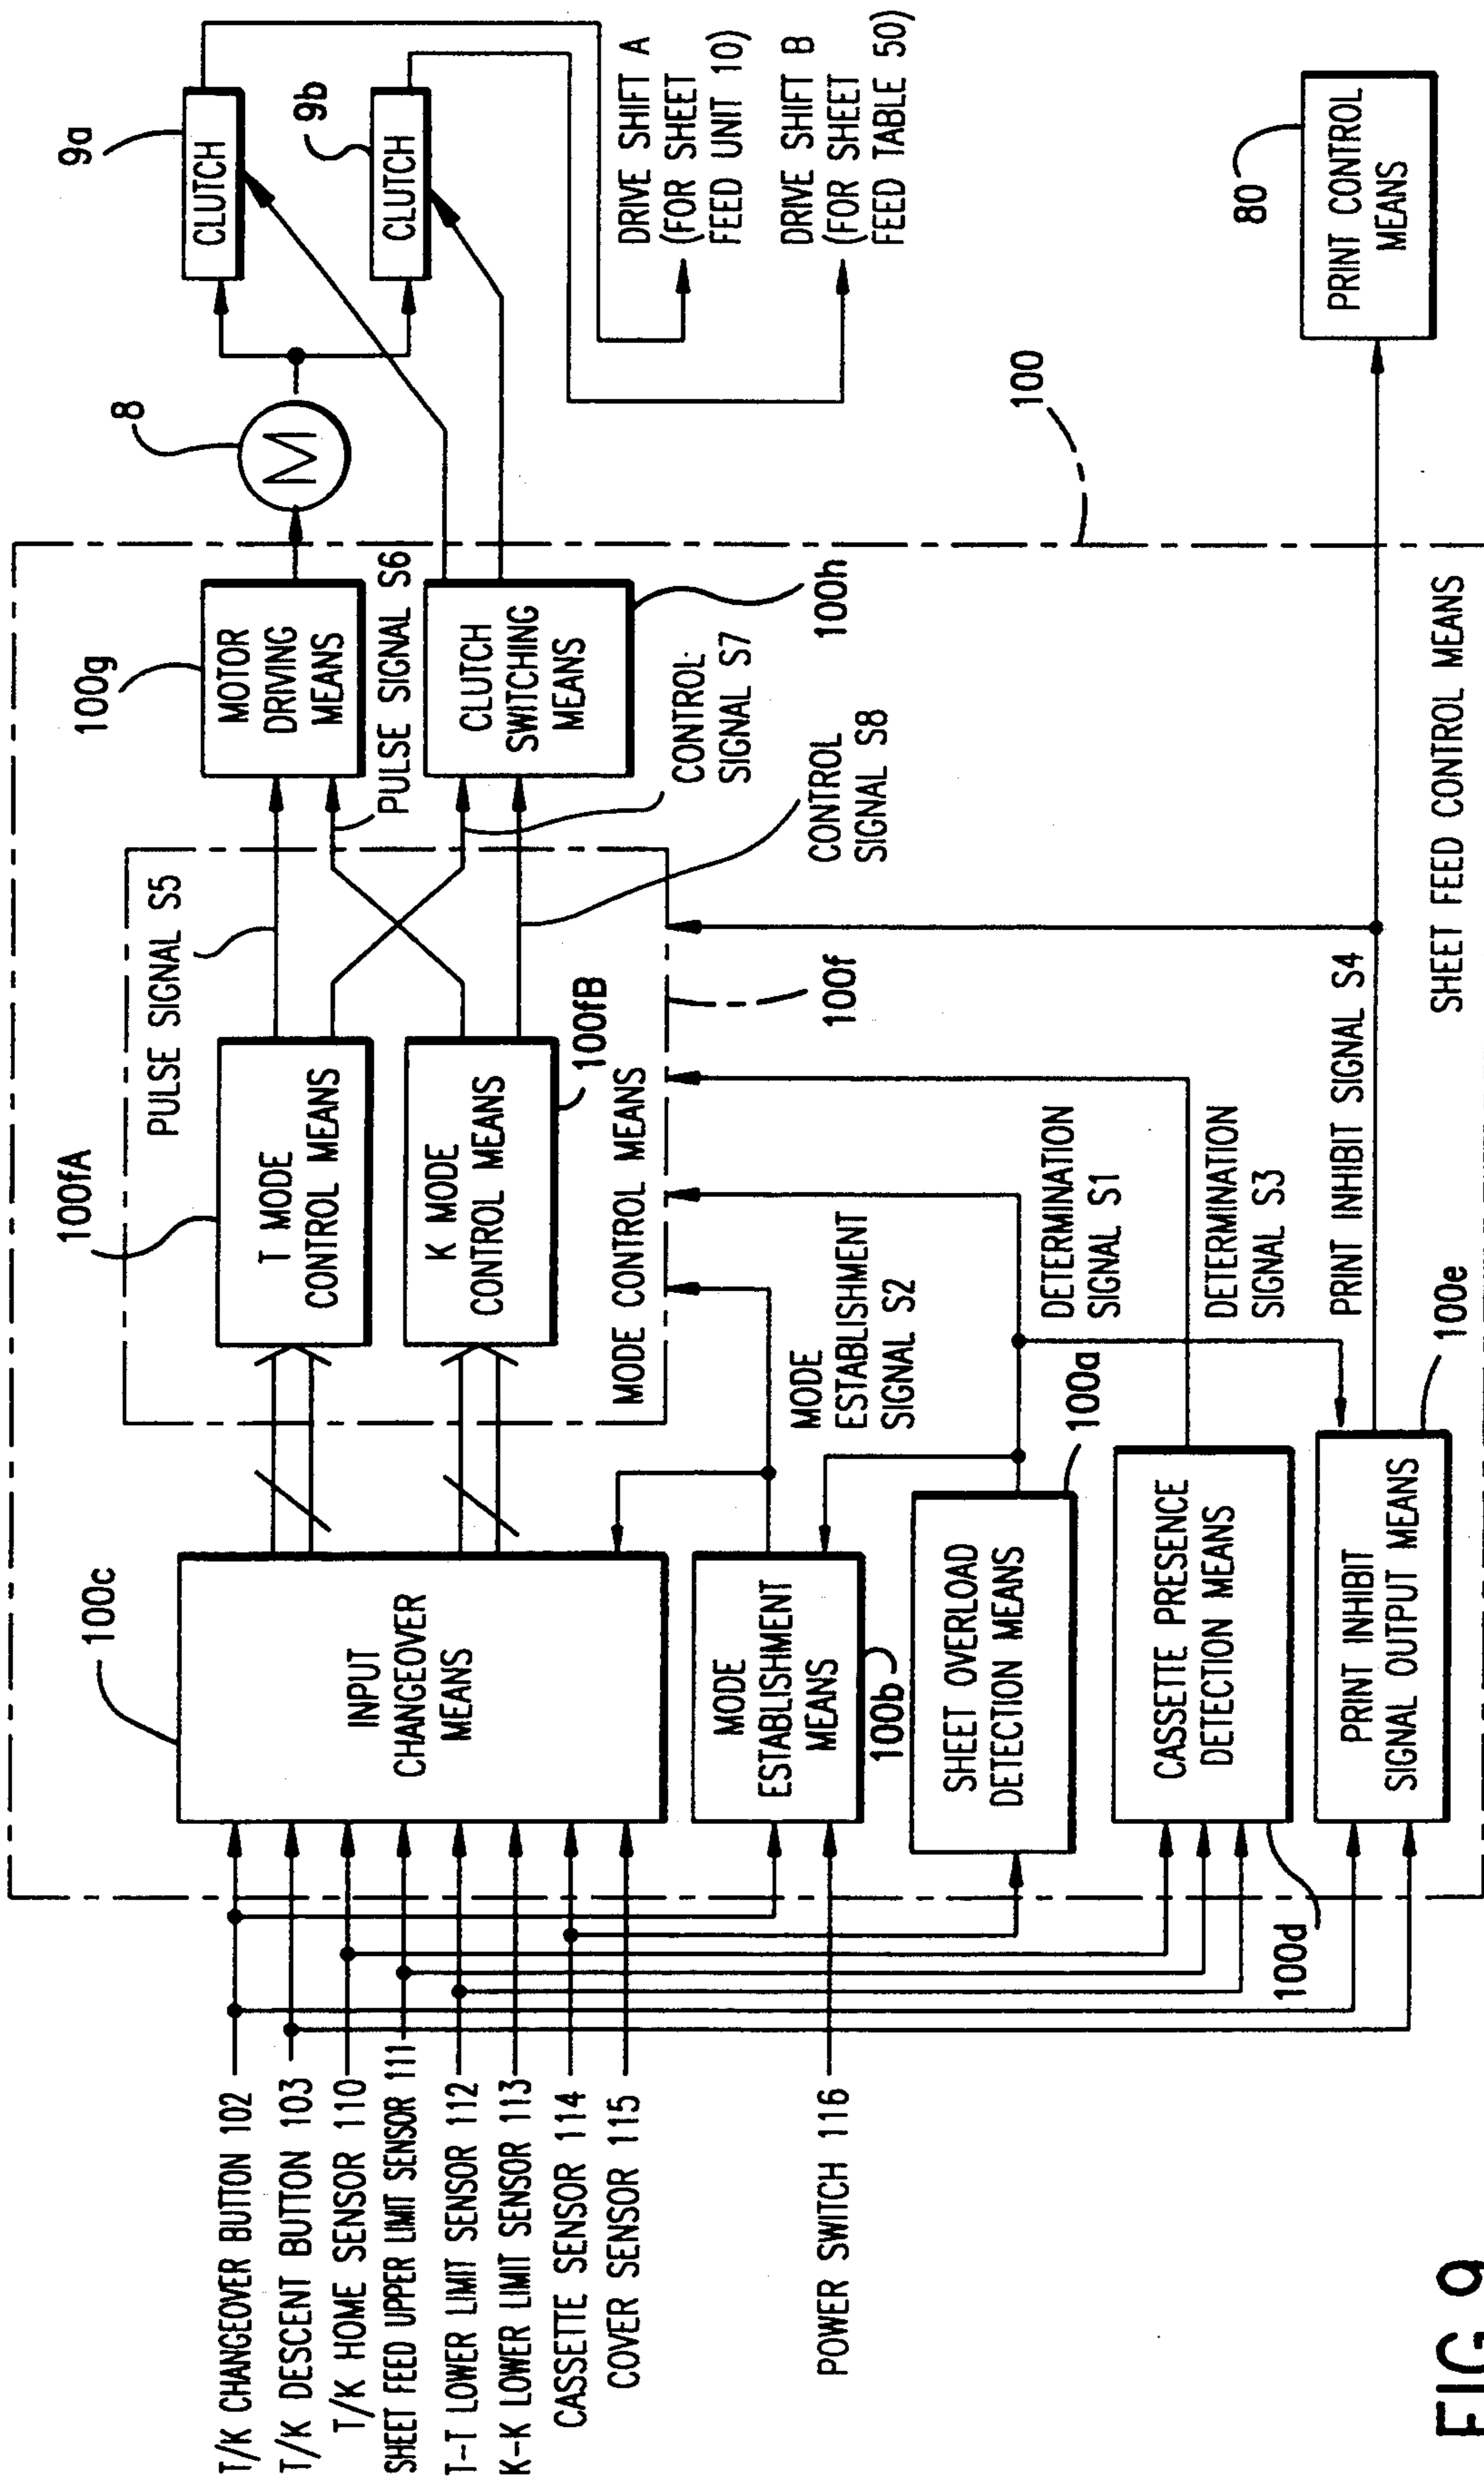 T/K CHANGEOVER BUTTON 102
T/K DESCENT BUTTON 103
T/K HOME SENSOR 110
SHEET FEED UPPER LIMIT SENSOR 111
T-T LOWER LIMIT SENSOR 112
K-K LOWER LIMIT SENSOR 113
CASSETTE SENSOR 114
COVER SENSOR 115
POWER SWITCH 116
100c
INPUT
CHANGEOVER
MEANS
MODE
ESTABLISHMENT
MEANS
100b
SHEET OVERLOAD
DETECTION MEANS
100a
CASSETTE PRESENCE
DETECTION MEANS
100d
PRINT INHIBIT
SIGNAL OUTPUT MEANS
100e
MODE
ESTABLISHMENT
SIGNAL S2
DETERMINATION
SIGNAL S1
DETERMINATION
SIGNAL S3
PRINT INHIBIT SIGNAL S4
100fA
T MODE
CONTROL MEANS
K MODE
CONTROL MEANS
100fB
MODE CONTROL MEANS
100f
PULSE SIGNAL S5
PULSE SIGNAL S6
CONTROL
SIGNAL S7
CONTROL
SIGNAL S8
100g
MOTOR
DRIVING
MEANS
CLUTCH
SWITCHING
MEANS
100h
SHEET FEED CONTROL MEANS
100
8
M
9a
CLUTCH
9b
CLUTCH
DRIVE SHIFT A
(FOR SHEET
FEED UNIT 10)
DRIVE SHIFT B
(FOR SHEET
FEED TABLE 50)
80
PRINT CONTROL
MEANS
FIG.9